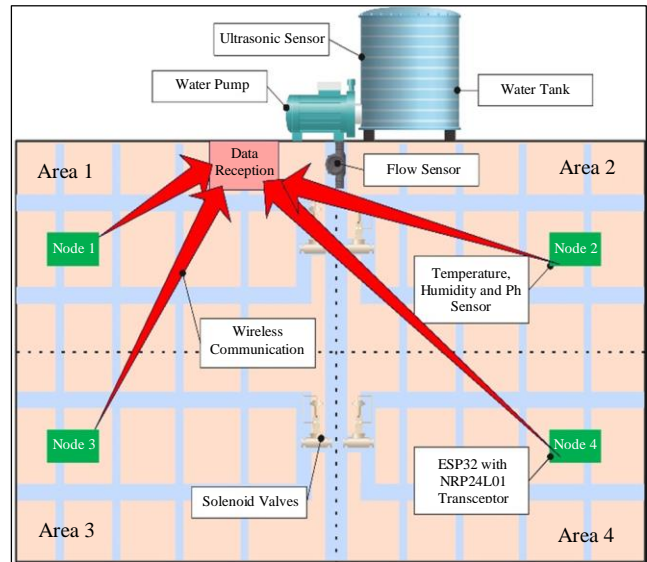 Ultrasonic Sensor
Water Pump
Water Tank
Area 1
Data
Reception
Flow Sensor
Area 2
Node 1
Node 2
Temperature,
Humidity and Ph
Sensor
Wireless
Communication
Node 3
Node 4
ESP32 with
NRP24L01
Transceptor
Solenoid Valves
Area 3
Area 4